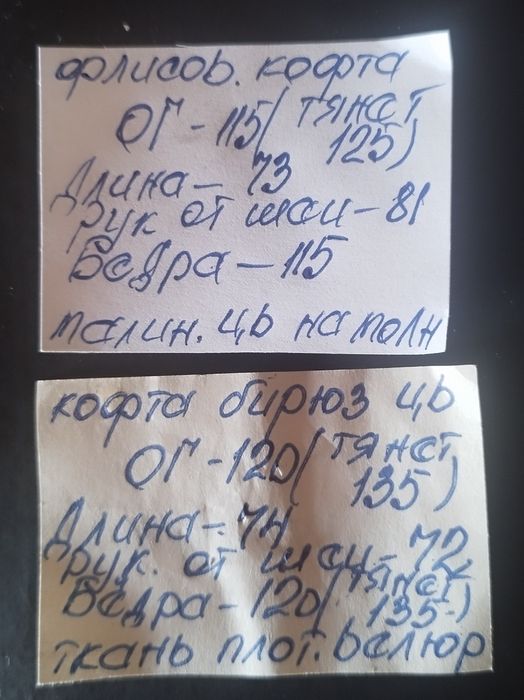 флисов. кофта
ОГ - 115 ( тянет
125)
Длина - 73
рук от шеи - 81
Бедра - 115
малин. цв на молн
кофта бирюз цв
ОГ - 120 ( тянет
135)
Длина - 74
рук. от шеи - 72
Бедра - 120 ( тянет
135)
ткань плот. велюр